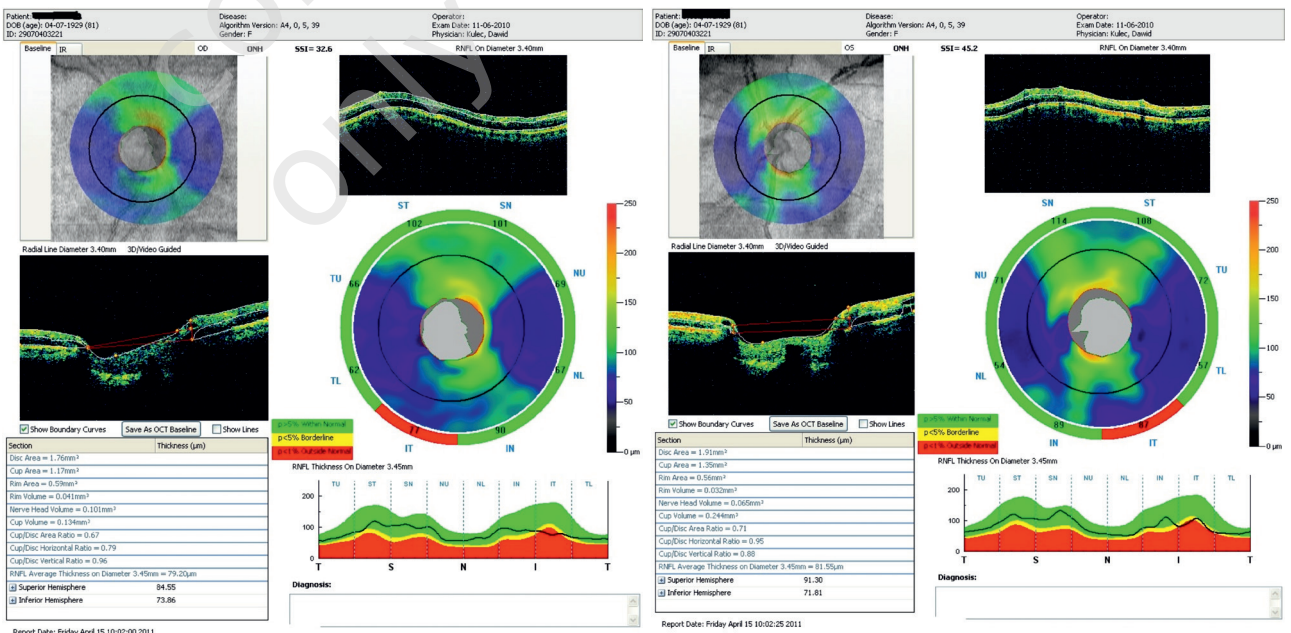 Patient:
DOB (age): 04-07-1929 (81)
ID: 29070403221
Disease:
Algorithm Version: A4, 0, 5, 39
Gender: F
Operator:
Exam Date: 11-06-2010
Physician: Kulec, Dawid
Baseline IR OD ONH SSI= 32.6 RNFL On Diameter 3.40mm
only
Radial Line Diameter 3.40mm 3D/Video Guided
ST SN
102 101
TU NU
66 69
TL NL
62 67
77 90
IT IN
250
200
150
100
50
0 µm
Show Boundary Curves Save As OCT Baseline Show Lines
p>5% Within Normal
p<5% Borderline
p<1% Outside Normal
Section Thickness (µm)
Disc Area = 1.76mm²
Cup Area = 1.17mm²
Rim Area = 0.59mm²
Rim Volume = 0.041mm³
Nerve Head Volume = 0.101mm³
Cup Volume = 0.134mm³
Cup/Disc Area Ratio = 0.67
Cup/Disc Horizontal Ratio = 0.79
Cup/Disc Vertical Ratio = 0.96
RNFL Average Thickness on Diameter 3.45mm = 79.20µm
Superior Hemisphere 84.55
Inferior Hemisphere 73.86
RNFL Thickness On Diameter 3.45mm
TU ST SN NU NL IN IT TL
200
100
0
T S N I T
Diagnosis:
Report Date: Friday April 15 10:02:00 2011
Patient:
DOB (age): 04-07-1929 (81)
ID: 29070403221
Disease:
Algorithm Version: A4, 0, 5, 39
Gender: F
Operator:
Exam Date: 11-06-2010
Physician: Kulec, Dawid
Baseline IR OS ONH SSI= 45.2 RNFL On Diameter 3.40mm
Radial Line Diameter 3.40mm 3D/Video Guided
SN ST
114 108
NU TU
71 72
NL TL
54 57
89 87
IN IT
250
200
150
100
50
0 µm
Show Boundary Curves Save As OCT Baseline Show Lines
p>5% Within Normal
p<5% Borderline
p<1% Outside Normal
Section Thickness (µm)
Disc Area = 1.91mm²
Cup Area = 1.35mm²
Rim Area = 0.56mm²
Rim Volume = 0.032mm³
Nerve Head Volume = 0.065mm³
Cup Volume = 0.244mm³
Cup/Disc Area Ratio = 0.71
Cup/Disc Horizontal Ratio = 0.95
Cup/Disc Vertical Ratio = 0.88
RNFL Average Thickness on Diameter 3.45mm = 81.55µm
Superior Hemisphere 91.30
Inferior Hemisphere 71.81
RNFL Thickness On Diameter 3.45mm
TU ST SN NU NL IN IT TL
200
100
0
T S N I T
Diagnosis:
Report Date: Friday April 15 10:02:25 2011